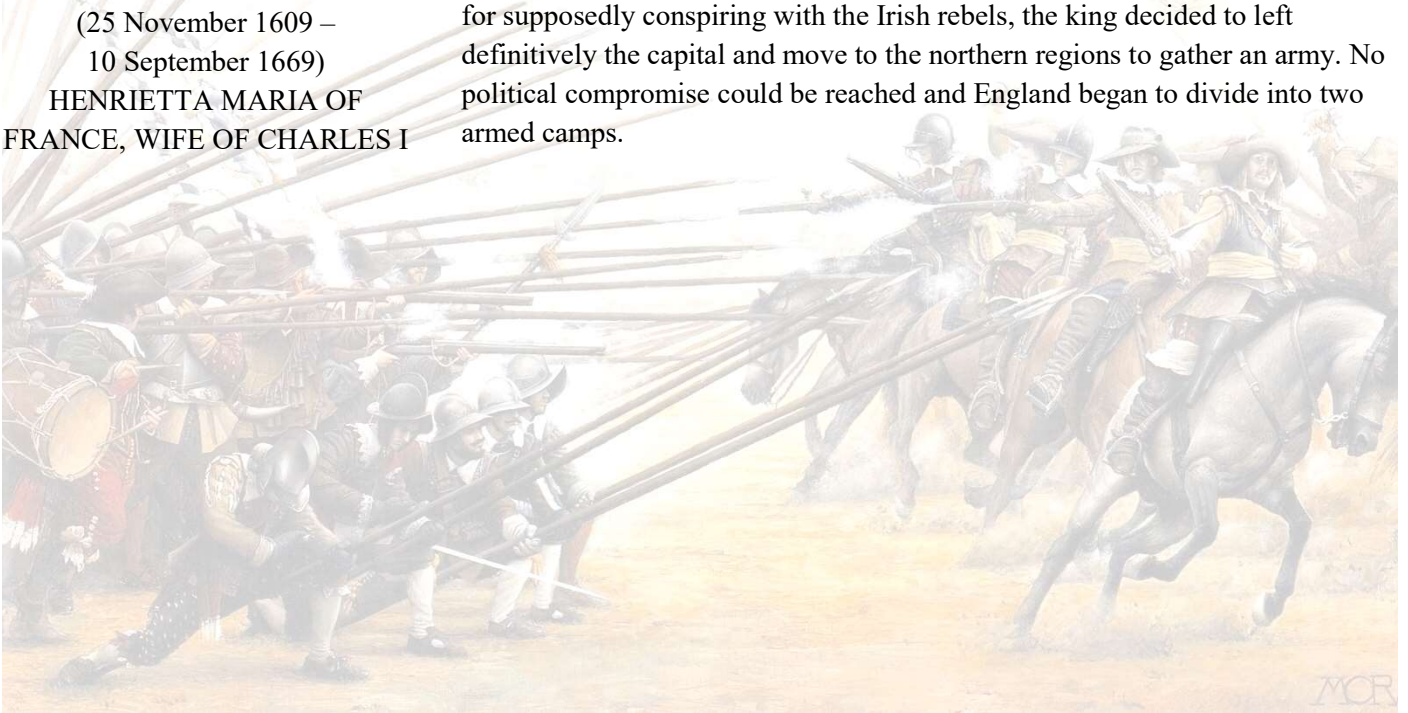 (25 November 1609 –
10 September 1669)
HENRIETTA MARIA OF
FRANCE, WIFE OF CHARLES I
for supposedly conspiring with the Irish rebels, the king decided to left
definitively the capital and move to the northern regions to gather an army. No
political compromise could be reached and England began to divide into two
armed camps.
MCR